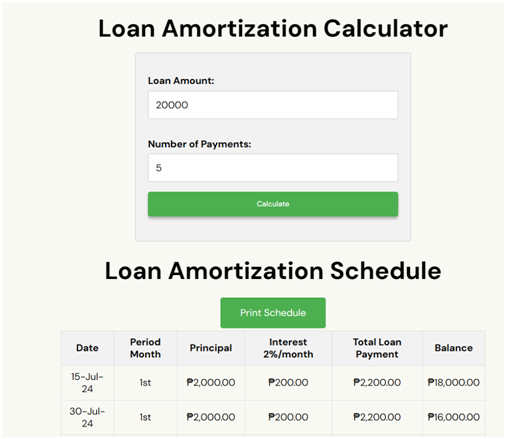 Loan Amortization Calculator
Loan Amount:
20000
Number of Payments:
5
Calculate
Loan Amortization Schedule
Print Schedule
Date Period Month Principal Interest 2%/month Total Loan Payment Balance
15-Jul-24 1st ₱2,000.00 ₱200.00 ₱2,200.00 ₱18,000.00
30-Jul-24 1st ₱2,000.00 ₱200.00 ₱2,200.00 ₱16,000.00